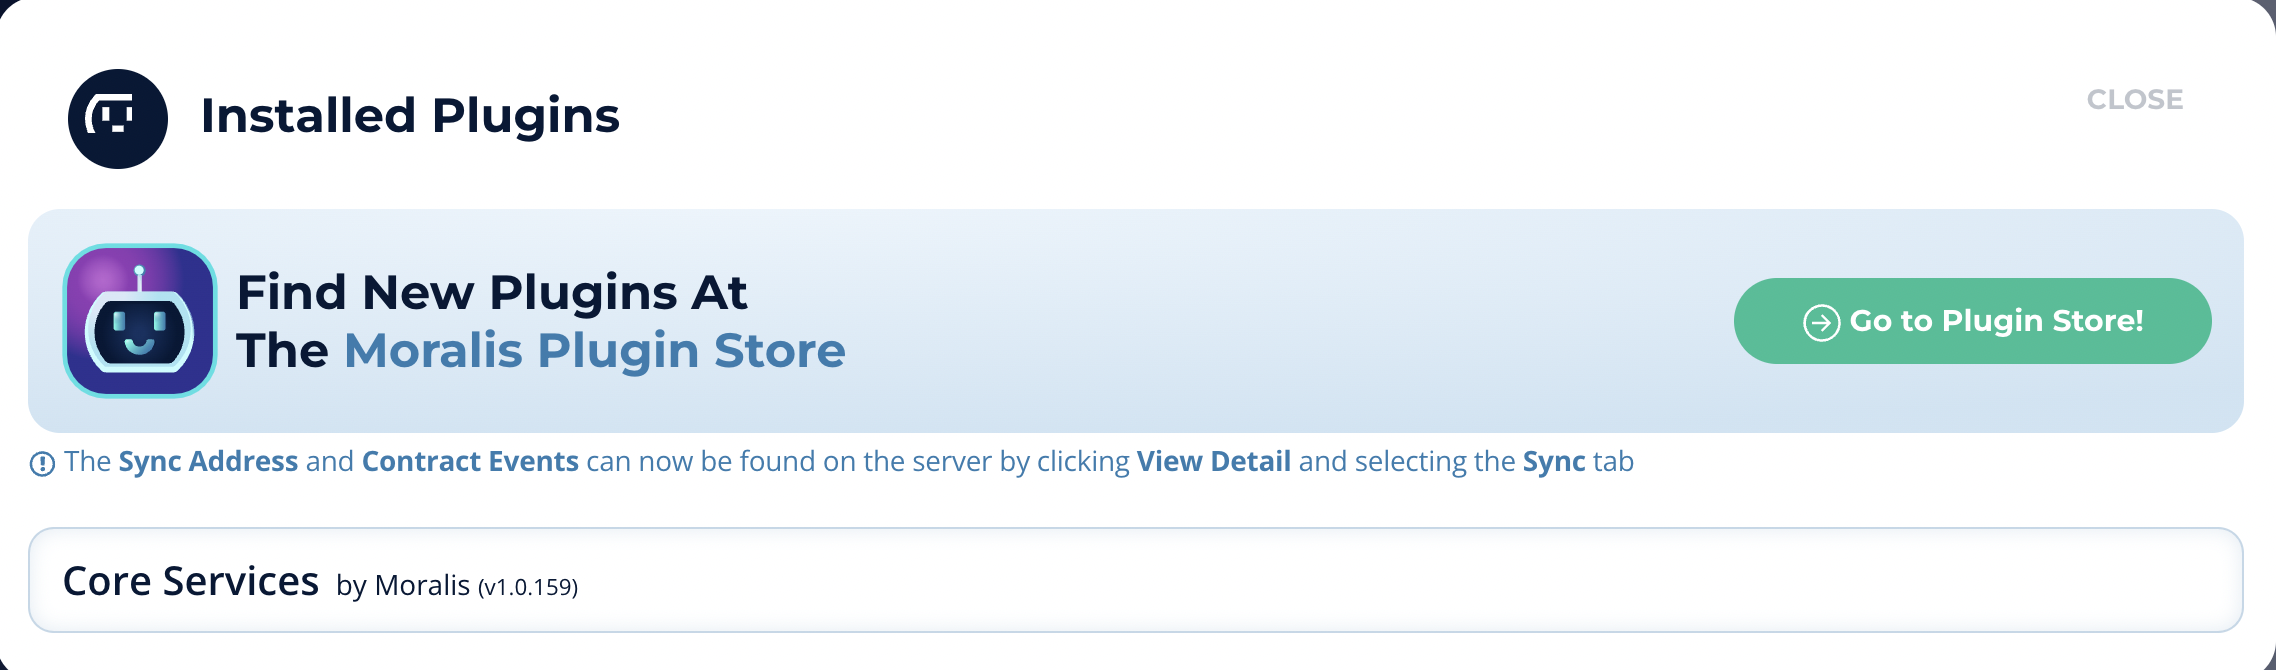 Installed Plugins
CLOSE
Find New Plugins At
The Moralis Plugin Store
Go to Plugin Store!
The Sync Address and Contract Events can now be found on the server by clicking View Detail and selecting the Sync tab
Core Services by Moralis (v1.0.159)